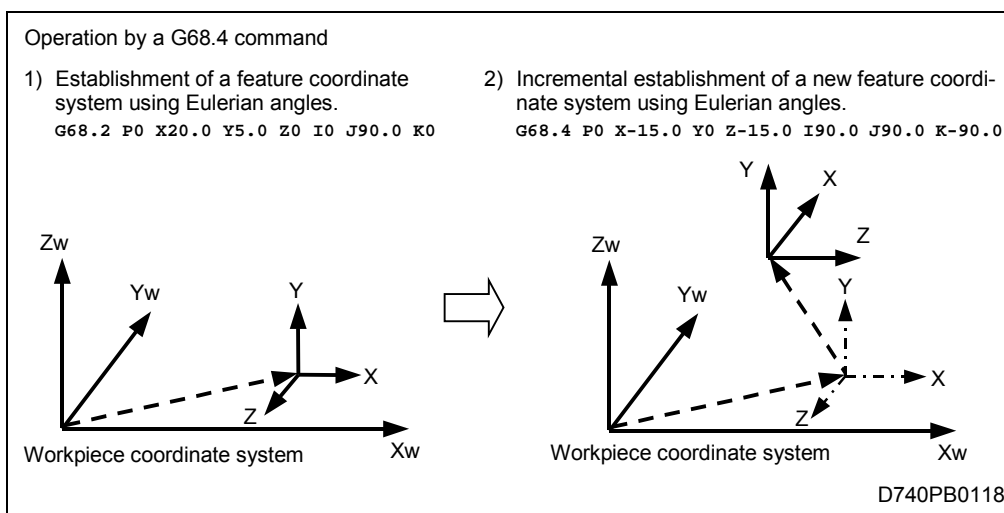 Operation by a G68.4 command
1) Establishment of a feature coordinate
system using Eulerian angles.
G68.2 P0 X20.0 Y5.0 Z0 I0 J90.0 K0
2) Incremental establishment of a new feature coordi-
nate system using Eulerian angles.
G68.4 P0 X-15.0 Y0 Z-15.0 I90.0 J90.0 K-90.0
Zw
Yw
Y
X
Z
Xw
Workpiece coordinate system
Y
X
Z
Zw
Yw
Y
X
Z
Xw
Workpiece coordinate system
D740PB0118